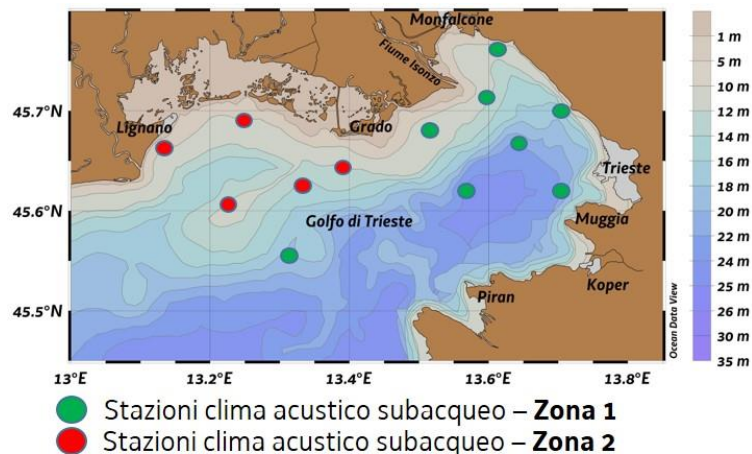 Monfalcone
Fiume Isonzo
45.7°N
Lignano
Grado
Trieste
45.6°N
Golfo di Trieste
Muggia
Koper
Piran
45.5°N
13°E
13.2°E
13.4°E
13.6°E
13.8°E
Ocean Data View
1 m
5 m
10 m
12 m
14 m
16 m
18 m
20 m
22 m
24 m
26 m
30 m
35 m
Stazioni clima acustico subacqueo – Zona 1
Stazioni clima acustico subacqueo – Zona 2